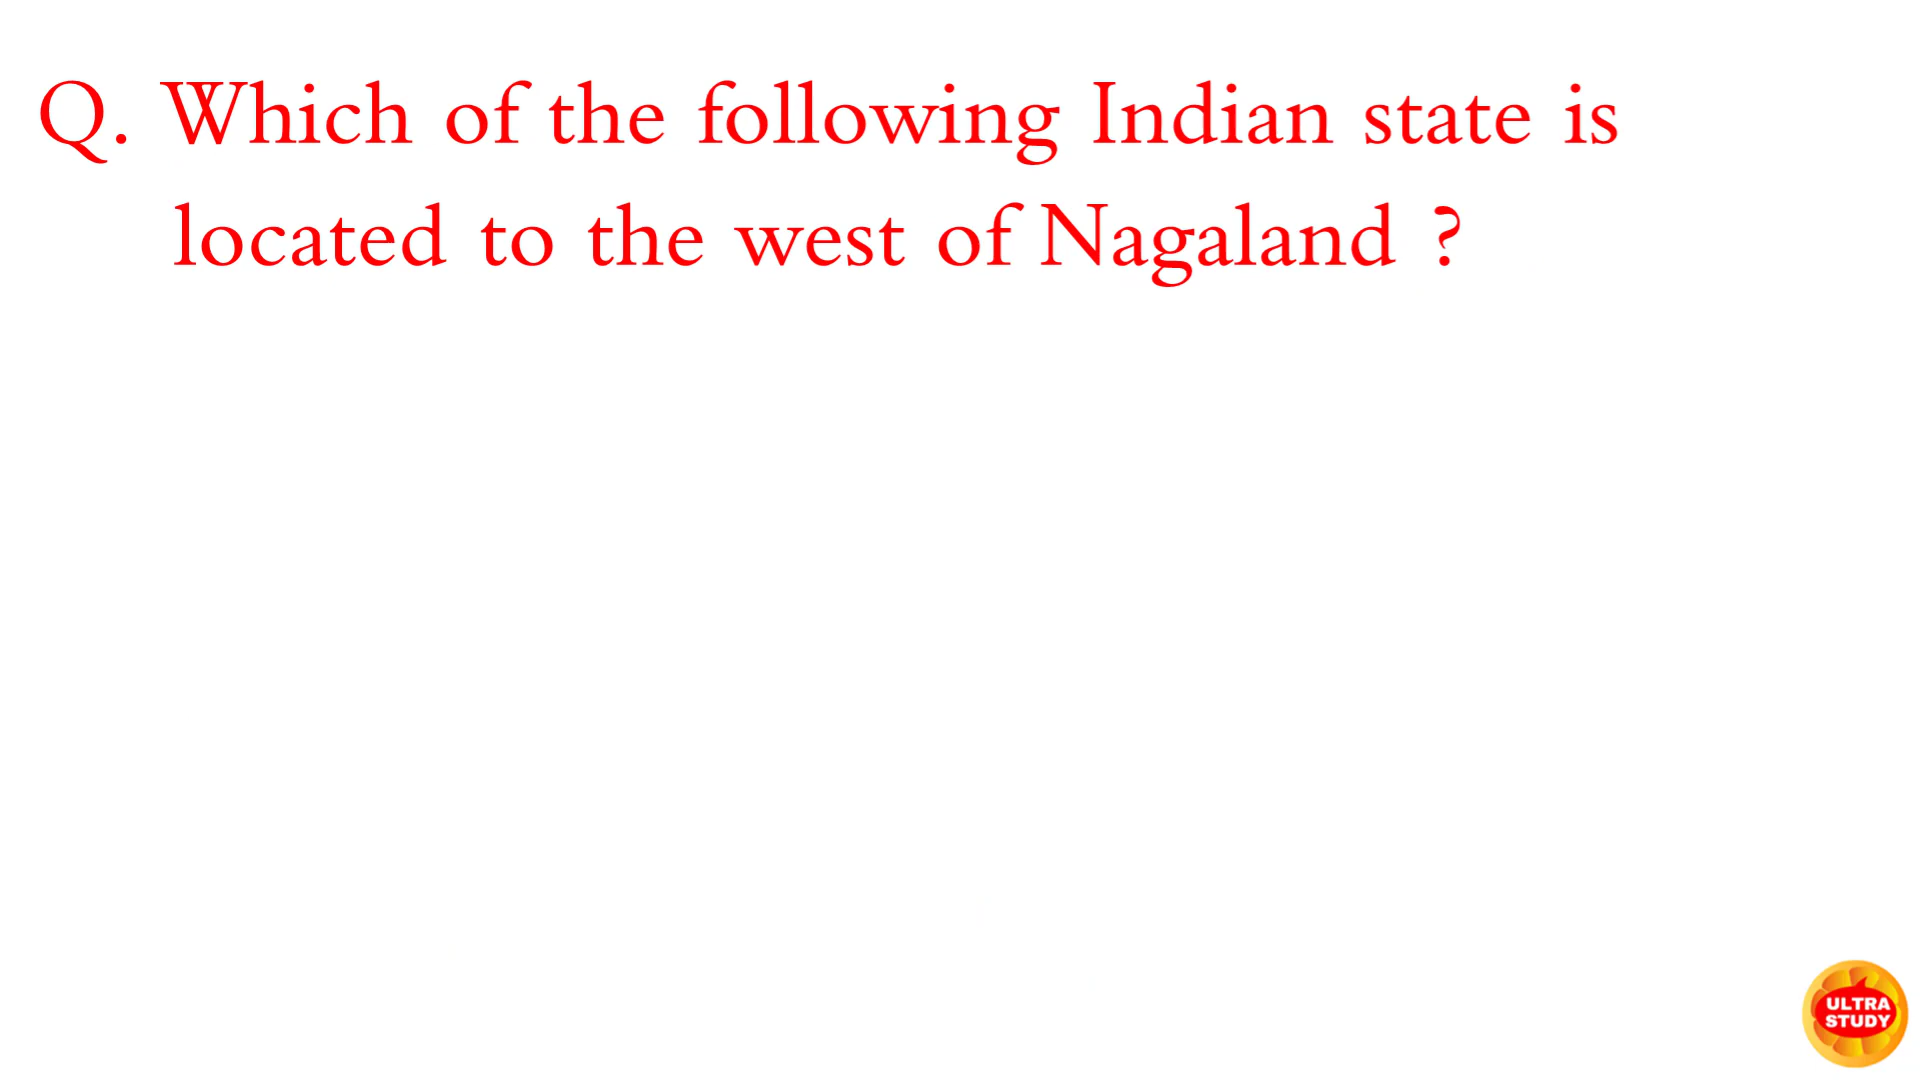 Q. Which of the following Indian state is
located to the west of Nagaland ?
ULTRA
STUDY